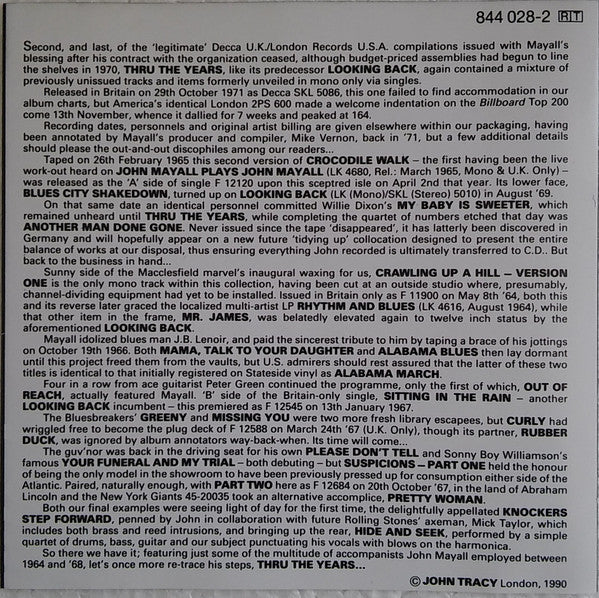 844 028-2 RT
Second, and last, of the 'legitimate' Decca U.K./London Records U.S.A. compilations issued with Mayall's
blessing after his contract with the organization ceased, although budget-priced assemblies had begun to line
the shelves in 1970, THRU THE YEARS, like its predecessor LOOKING BACK, again contained a mixture of
previously unissued tracks and items formerly unveiled in mono only via singles.
Released in Britain on 29th October 1971 as Decca SKL 5086, this one failed to find accommodation in our
album charts, but America's identical London 2PS 600 made a welcome indentation on the Billboard Top 200
come 13th November, whence it dallied for 7 weeks and peaked at 164.
Recording dates, personnels and original artist billing are given elsewhere within our packaging, having
been annotated by Mayall's producer and compiler, Mike Vernon, back in '71, but a few additional details
should please the out-and-out discophiles among our readers...
Taped on 26th February 1965 this second version of CROCODILE WALK – the first having been the live
work-out heard on JOHN MAYALL PLAYS JOHN MAYALL (LK 4680, Rel.: March 1965, Mono & U.K. Only) –
was released as the 'A' side of single F 12120 upon this sceptred isle on April 2nd that year. Its lower face,
BLUES CITY SHAKEDOWN, turned up on LOOKING BACK (LK (Mono)/SKL (Stereo) 5010) in August '69.
On that same date an identical personnel committed Willie Dixon's MY BABY IS SWEETER, which
remained unheard until THRU THE YEARS, while completing the quartet of numbers etched that day was
ANOTHER MAN DONE GONE. Never issued since the tape 'disappeared', it has latterly been discovered in
Germany and will hopefully appear on a new future 'tidying up' collocation designed to present the entire
balance of works at our disposal, thus ensuring everything John recorded is ultimately transferred to C.D.. But
back to the business in hand...
Sunny side of the Macclesfield marvel's inaugural waxing for us, CRAWLING UP A HILL – VERSION
ONE is the only mono track within this collection, having been cut at an outside studio where, presumably,
channel-dividing equipment had yet to be installed. Issued in Britain only as F 11900 on May 8th '64, both this
and its reverse later graced the localized multi-artist LP RHYTHM AND BLUES (LK 4616, August 1964), while
that other item in the frame, MR. JAMES, was belatedly elevated again to twelve inch status by the
aforementioned LOOKING BACK.
Mayall idolized blues man J.B. Lenoir, and paid the sincerest tribute to him by taping a brace of his jottings
on October 19th 1966. Both MAMA, TALK TO YOUR DAUGHTER and ALABAMA BLUES then lay dormant
until this project freed them from the vaults, but U.S. admirers should rest assured that the latter of these two
titles is identical to that initially registered on Stateside vinyl as ALABAMA MARCH.
Four in a row from ace guitarist Peter Green continued the programme, only the first of which, OUT OF
REACH, actually featured Mayall. 'B' side of the Britain-only single, SITTING IN THE RAIN – another
LOOKING BACK incumbent – this premiered as F 12545 on 13th January 1967.
The Bluesbreakers' GREENY and MISSING YOU were two more fresh library escapees, but CURLY had
wriggled free to become the plug deck of F 12588 on March 24th '67 (U.K. Only), though its partner, RUBBER
DUCK, was ignored by album annotators way-back-when. Its time will come...
The guv'nor was back in the driving seat for his own PLEASE DON'T TELL and Sonny Boy Williamson's
famous YOUR FUNERAL AND MY TRIAL – both debuting – but SUSPICIONS – PART ONE held the honour
of being the only model in the showroom to have been previously pressed up for consumption either side of the
Atlantic. Paired, naturally enough, with PART TWO here as F 12684 on 20th October '67, in the land of Abraham
Lincoln and the New York Giants 45-20035 took an alternative accomplice, PRETTY WOMAN.
Both our final examples were seeing light of day for the first time, the delightfully appellated KNOCKERS
STEP FORWARD, penned by John in collaboration with future Rolling Stones' axeman, Mick Taylor, which
includes both brass and reed intrusions, and bringing up the rear, HIDE AND SEEK, performed by a simple
quartet of drums, bass, guitar and our subject punctuating his vocals with blows on the harmonica.
So there we have it; featuring just some of the multitude of accompanists John Mayall employed between
1964 and '68, let's once more re-trace his steps, THRU THE YEARS...
© JOHN TRACY London, 1990